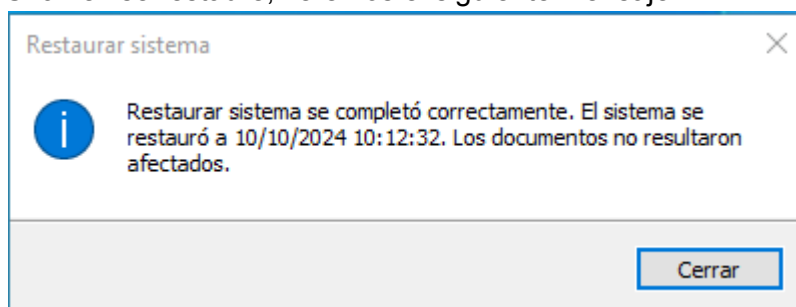 Restaurar sistema
Restaurar sistema se completó correctamente. El sistema se
restauró a 10/10/2024 10:12:32. Los documentos no resultaron
afectados.
Cerrar